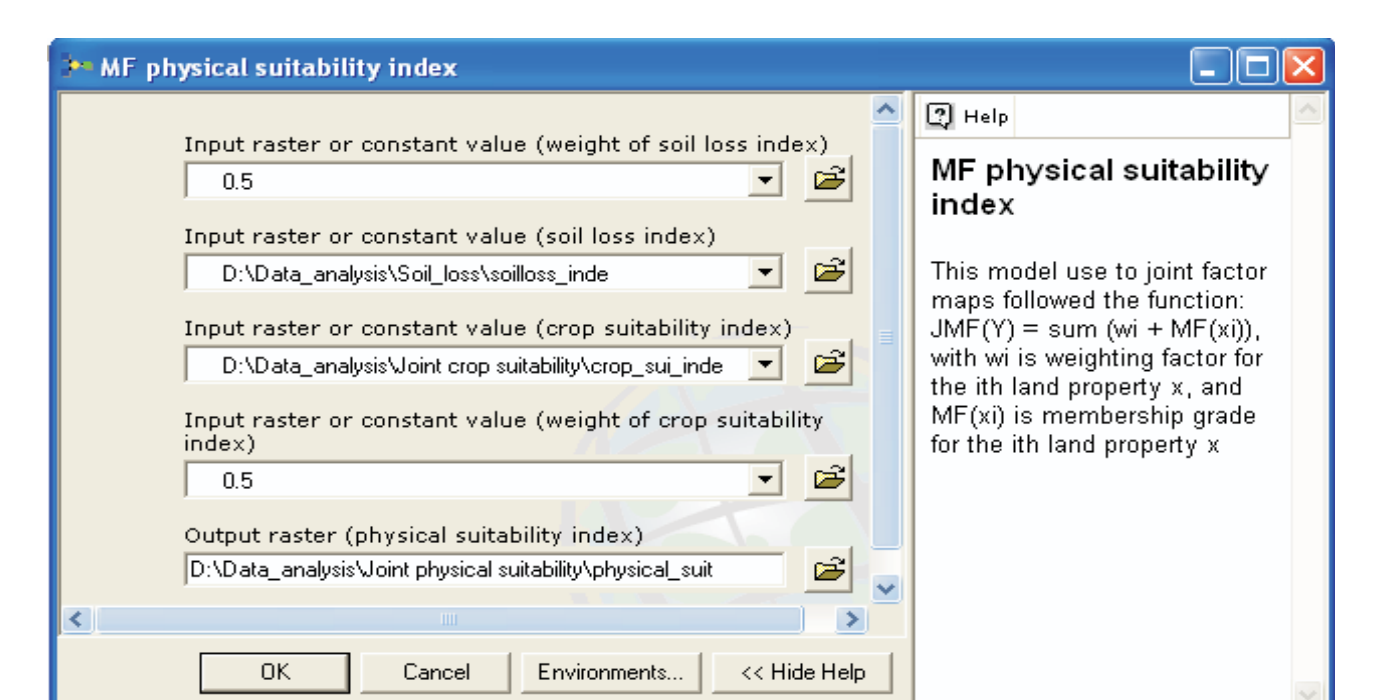 MF physical suitability index
Input raster or constant value (weight of soil loss index)
0.5
Input raster or constant value (soil loss index)
D:\Data_analysis\Soil_loss\soilloss_inde
Input raster or constant value (crop suitability index)
D:\Data_analysis\Joint crop suitability\crop_sui_inde
Input raster or constant value (weight of crop suitability
index)
0.5
Output raster (physical suitability index)
D:\Data_analysis\Joint physical suitability\physical_suit
OK
Cancel
Environments...
<< Hide Help
Help
MF physical suitability
index
This model use to joint factor
maps followed the function:
JMF(Y) = sum (wi + MF(xi)),
with wi is weighting factor for
the ith land property x, and
MF(xi) is membership grade
for the ith land property x